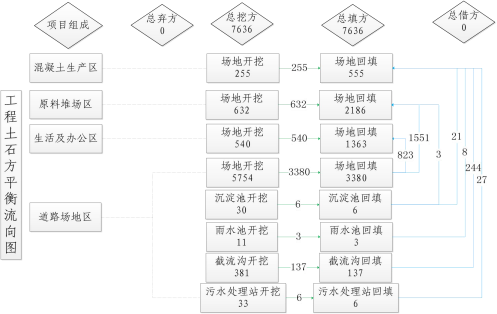 项目组成
总弃方
0
总挖方
7636
总填方
7636
总借方
0
工程土石方平衡流向图
混凝土生产区
场地开挖
255
255
场地回填
555
原料堆场区
场地开挖
632
632
场地回填
2186
生活及办公区
场地开挖
540
540
场地回填
1363
道路场地区
场地开挖
5754
3380
场地回填
3380
沉淀池开挖
30
6
沉淀池回填
6
雨水池开挖
11
3
雨水池回填
3
截流沟开挖
381
137
截流沟回填
137
污水处理站开挖
33
6
污水处理站回填
6
823
1551
3
21
8
244
27